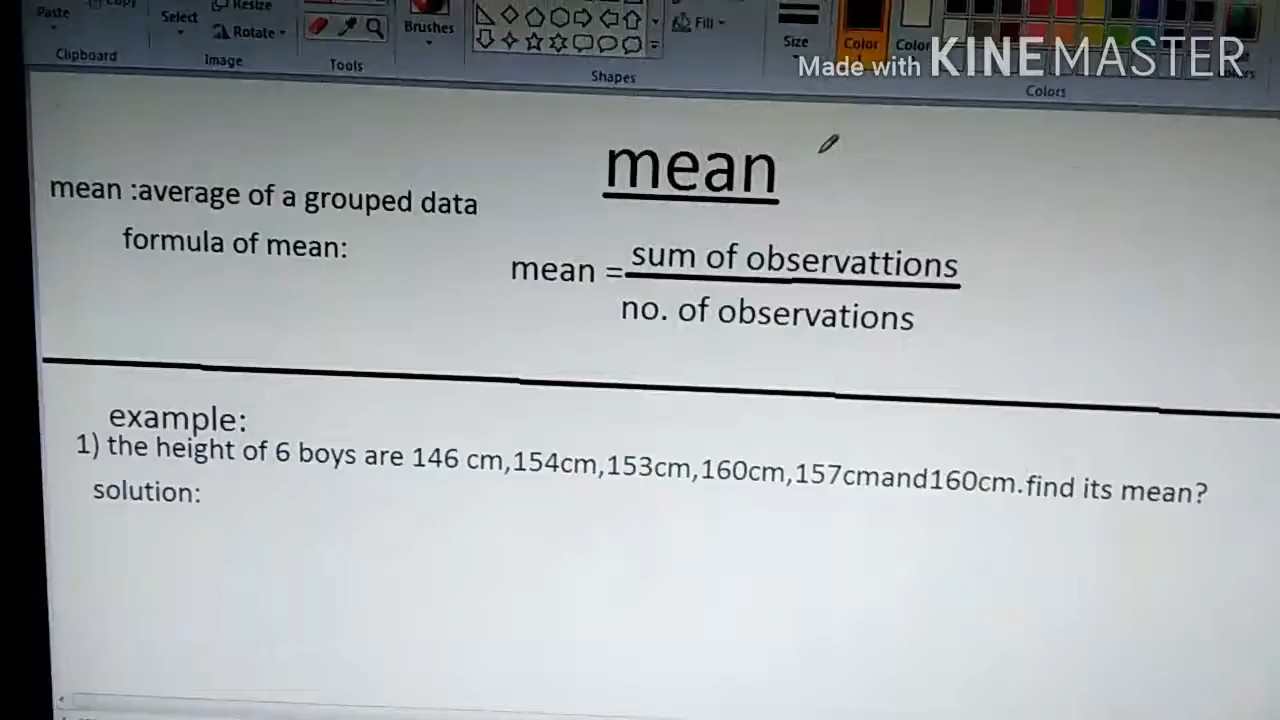 Paste
Copy
Select
Resize
Rotate
Brushes
Fill
Size
Color
Color
Clipboard
Image
Tools
Shapes
Colors
Made with KINEMASTER
mean
mean :average of a grouped data
formula of mean:
mean = sum of observattions
no. of observations
example:
1) the height of 6 boys are 146 cm,154cm,153cm,160cm,157cmand160cm.find its mean?
solution: